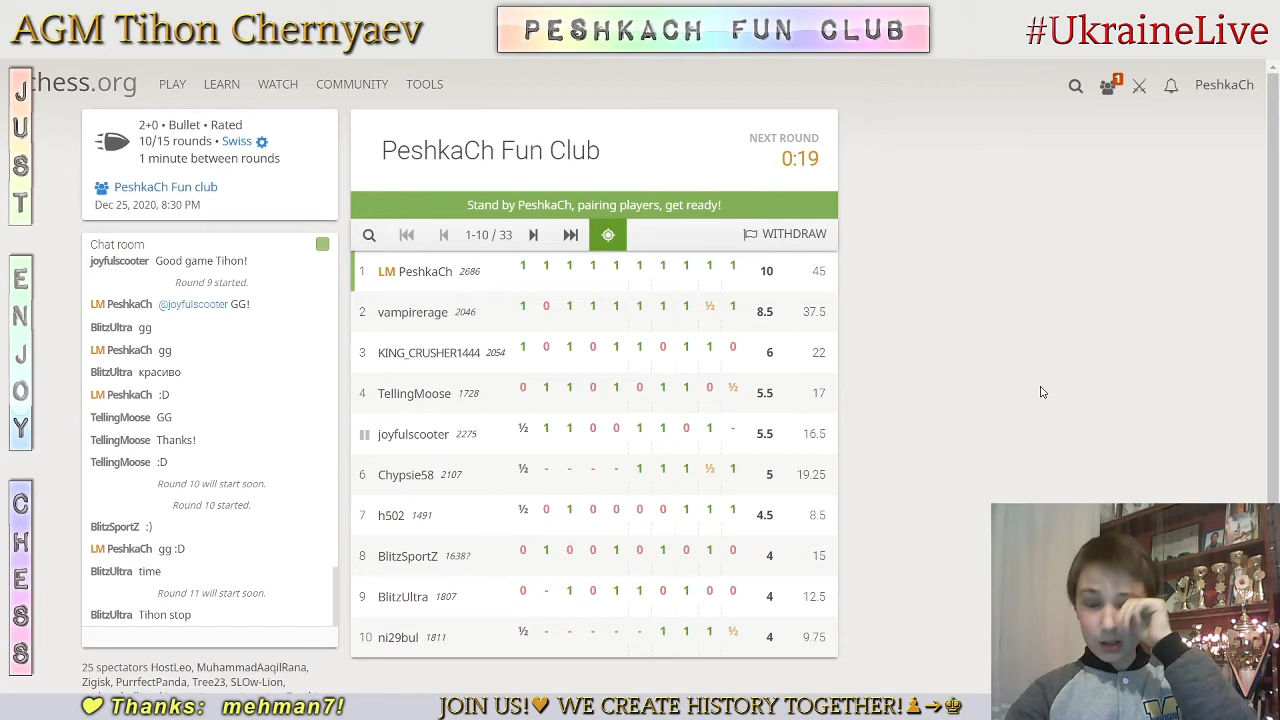 AGM Tihon Chernyaev
PESHKACH FUN CLUB
#UkraineLive
JUST
ENJOY
CHESS
chess.org
PLAY LEARN WATCH COMMUNITY TOOLS
1
PeshkaCh
2+0 • Bullet • Rated
10/15 rounds • Swiss
1 minute between rounds
PeshkaCh Fun club
Dec 25, 2020, 8:30 PM
Chat room
joyfulscooter Good game Tihon!
Round 9 started.
LM PeshkaCh @joyfulscooter GG!
BlitzUltra gg
LM PeshkaCh gg
BlitzUltra красиво
LM PeshkaCh :D
TellingMoose GG
TellingMoose Thanks!
TellingMoose :D
Round 10 will start soon.
Round 10 started.
BlitzSportZ :)
LM PeshkaCh gg :D
BlitzUltra time
Round 11 will start soon.
BlitzUltra Tihon stop
25 spectators HostLeo, MuhammadAaqilRana,
Zigisk, PurrfectPanda, Tree23, SLOw-Lion,
PeshkaCh Fun Club
NEXT ROUND
0:19
Stand by PeshkaCh, pairing players, get ready!
1-10 / 33
WITHDRAW
1 LM PeshkaCh 2686 1 1 1 1 1 1 1 1 1 1 10 45
2 vampirerage 2046 1 0 1 1 1 1 1 1 ½ 1 8.5 37.5
3 KING_CRUSHER1444 2054 1 0 1 0 1 1 0 1 1 0 6 22
4 TellingMoose 1728 0 1 1 0 1 0 1 1 0 ½ 5.5 17
joyfulscooter 2275 ½ 1 1 0 0 1 1 0 1 - 5.5 16.5
6 Chypsie58 2107 ½ - - - - 1 1 1 ½ 1 5 19.25
7 h502 1491 ½ 0 1 0 0 0 0 1 1 1 4.5 8.5
8 BlitzSportZ 1638? 0 1 0 0 1 0 1 0 1 0 4 15
9 BlitzUltra 1807 0 - 1 0 1 1 0 1 0 0 4 12.5
10 ni29bul 1811 ½ - - - - - 1 1 1 ½ 4 9.75
Thanks: mehman7!
JOIN US! WE CREATE HISTORY TOGETHER!